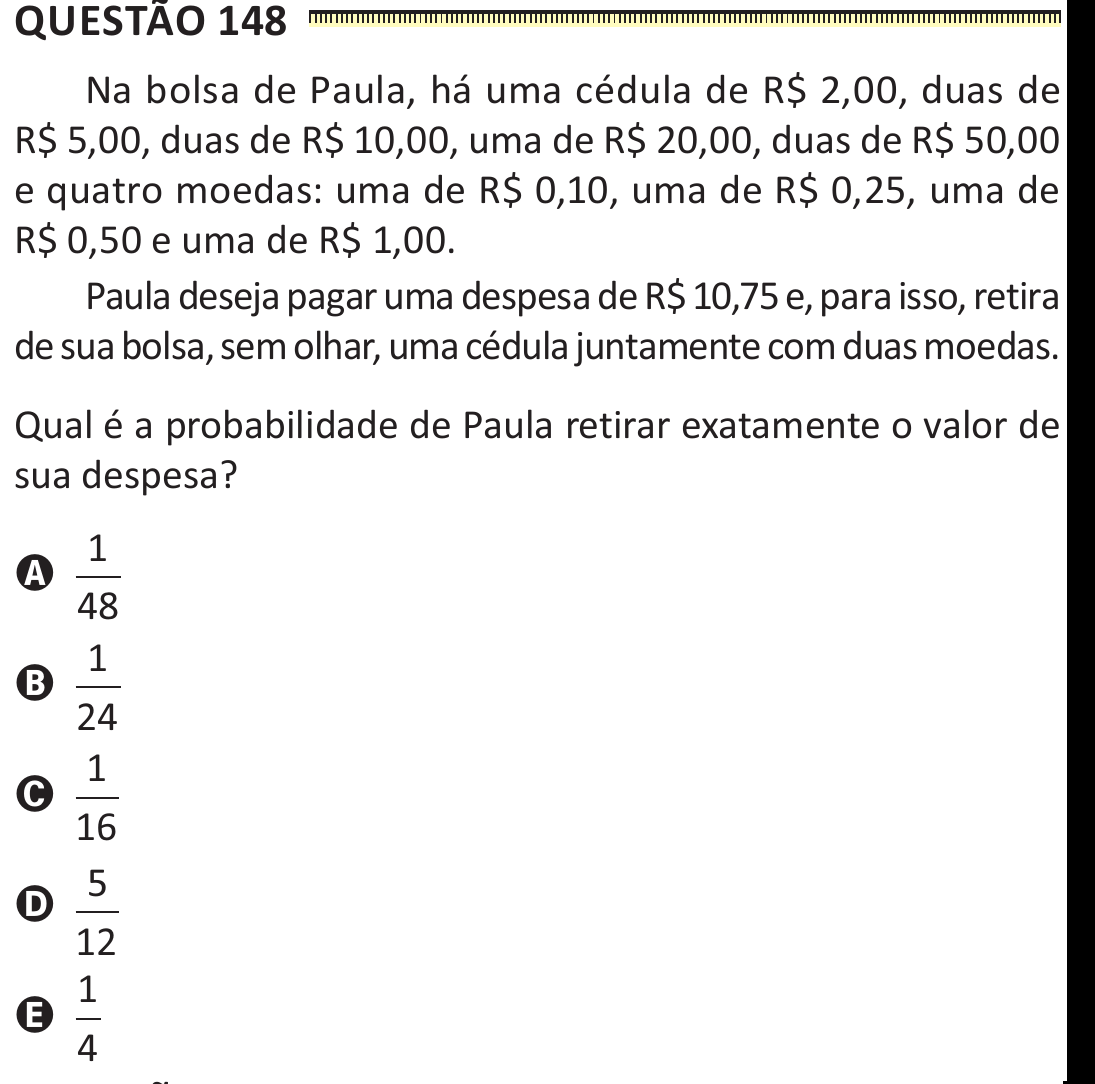 QUESTÃO 148
Na bolsa de Paula, há uma cédula de R$ 2,00, duas de
R$ 5,00, duas de R$ 10,00, uma de R$ 20,00, duas de R$ 50,00
e quatro moedas: uma de R$ 0,10, uma de R$ 0,25, uma de
R$ 0,50 e uma de R$ 1,00.
Paula deseja pagar uma despesa de R$ 10,75 e, para isso, retira
de sua bolsa, sem olhar, uma cédula juntamente com duas moedas.
Qual é a probabilidade de Paula retirar exatamente o valor de
sua despesa?
A 1/48
B 1/24
C 1/16
D 5/12
E 1/4